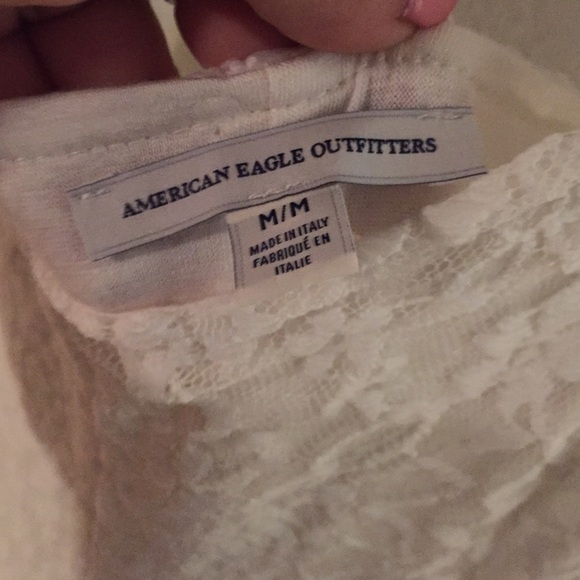 AMERICAN EAGLE OUTFITTERS
M/M
MADE IN ITALY
FABRIQUÉ EN
ITALIE